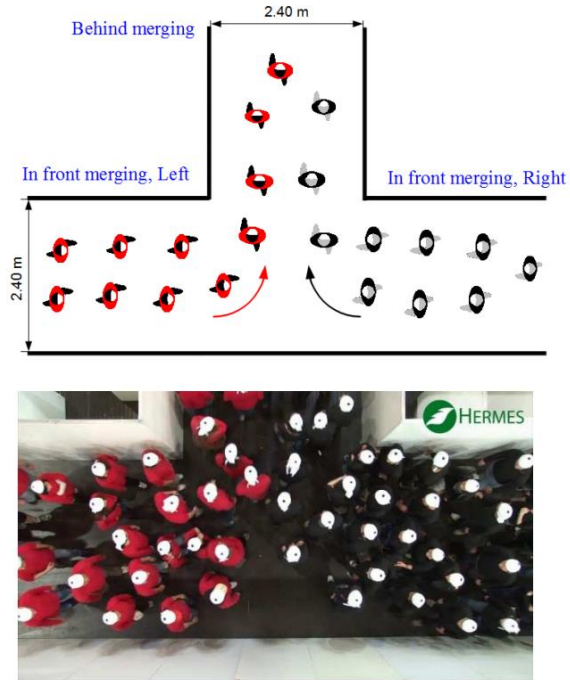 2.40 m
Behind merging
In front merging, Left
In front merging, Right
2.40 m
HERMES